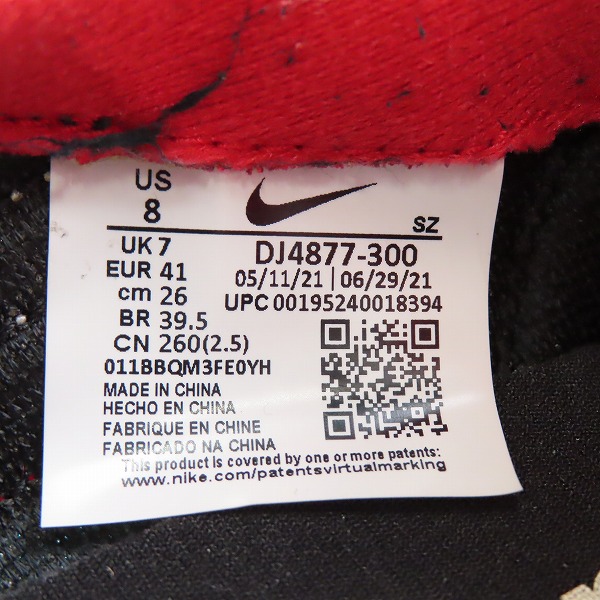 US
8
SZ
UK 7
EUR 41
cm 26
BR 39.5
CN 260(2.5)
DJ4877-300
05/11/21 | 06/29/21
UPC 00195240018394
011BBQM3FE0YH
MADE IN CHINA
HECHO EN CHINA
FABRIQUE EN CHINE
FABRICADO NA CHINA
This product is covered by one or more patents:
www.nike.com/patentsvirtualmarking